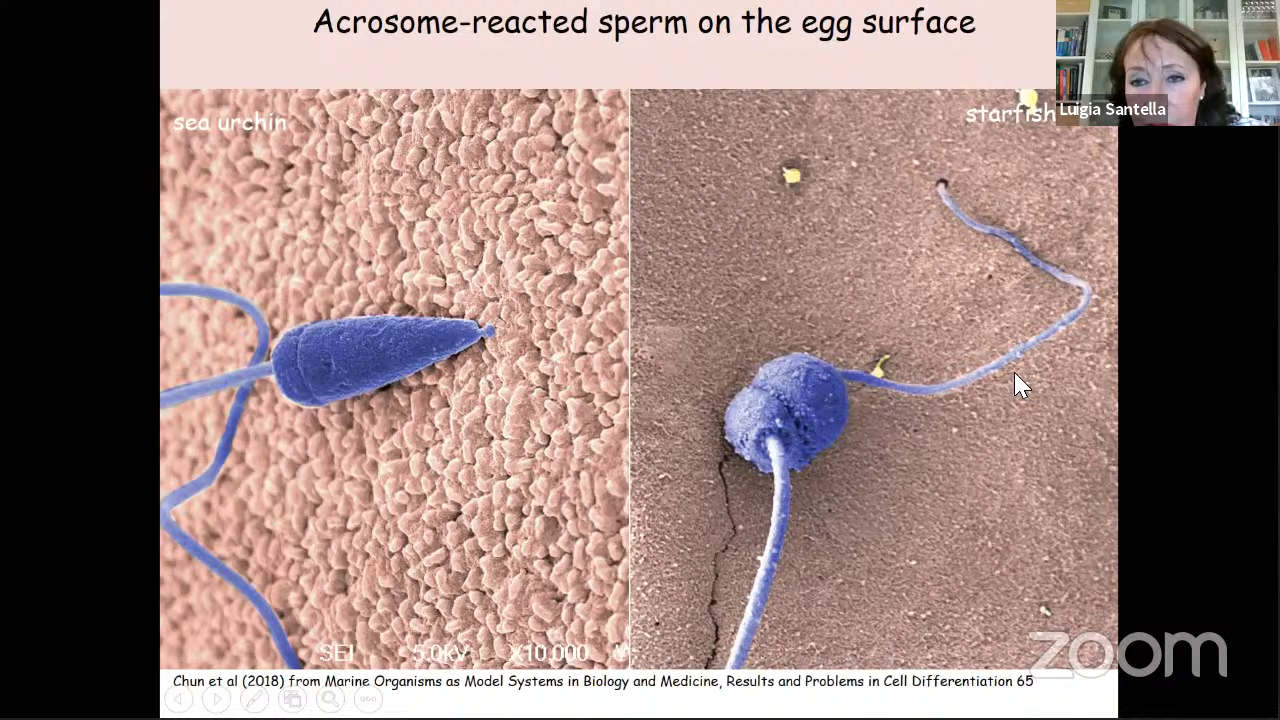 Acrosome-reacted sperm on the egg surface
sea urchin
starfish
Luigia Santella
SEI 5.0kV X10,000
Chun et al (2018) from Marine Organisms as Model Systems in Biology and Medicine, Results and Problems in Cell Differentiation 65
zoom